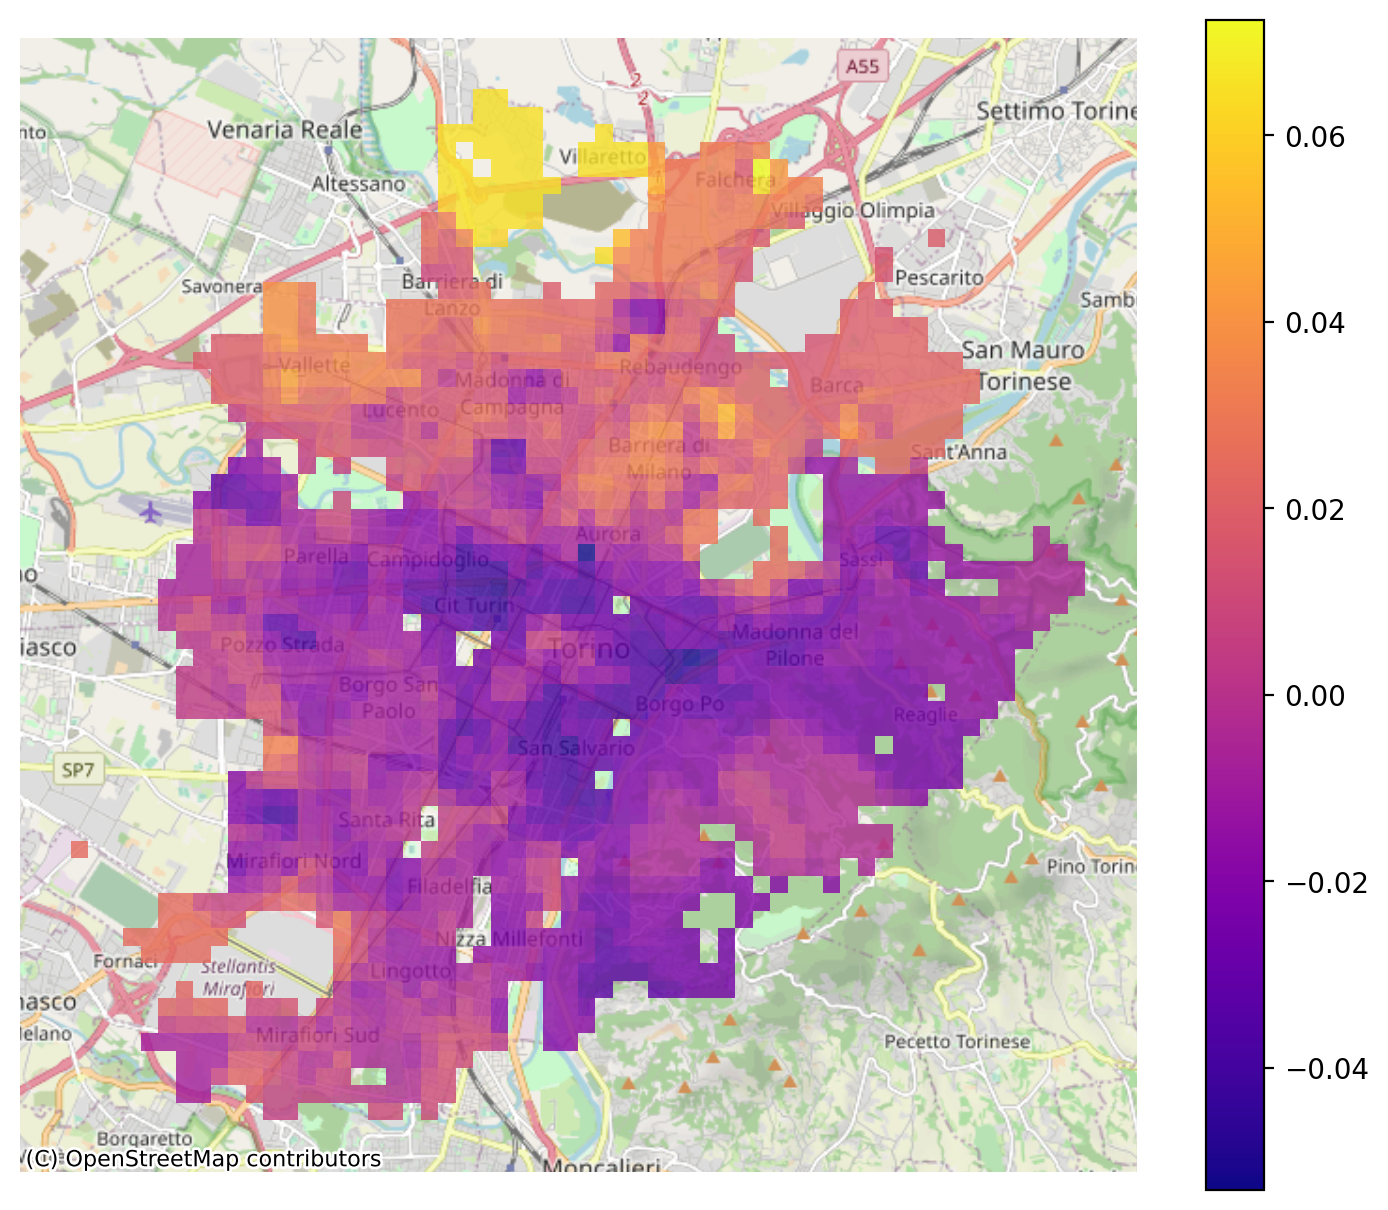 A55
2
2
Settimo Torine
Venaria Reale
nto
Villaretto
Altessano
Falchera
Villaggio Olimpia
Pescarito
Savonera
Barriera di
Lanzo
Samb
San Mauro
Torinese
Vallette
Rebaudengo
Madonna di
Campagna
Barca
Lucento
Barriera di
Milano
Sant'Anna
Aurora
Parella
Campidoglio
Sassi
Cit Turin
Madonna del
Pilone
Pozzo Strada
Torino
iasco
Borgo San
Paolo
Borgo Po
Reaglie
San Salvario
SP7
Santa Rita
Mirafiori Nord
Pino Torin
Filadelfia
Nizza Millefonti
Fornaci
Stellantis
Mirafiori
Lingotto
nasco
Mirafiori Sud
Pecetto Torinese
Borgaretto
Moncalieri
(C) OpenStreetMap contributors
0.06
0.04
0.02
0.00
−0.02
−0.04